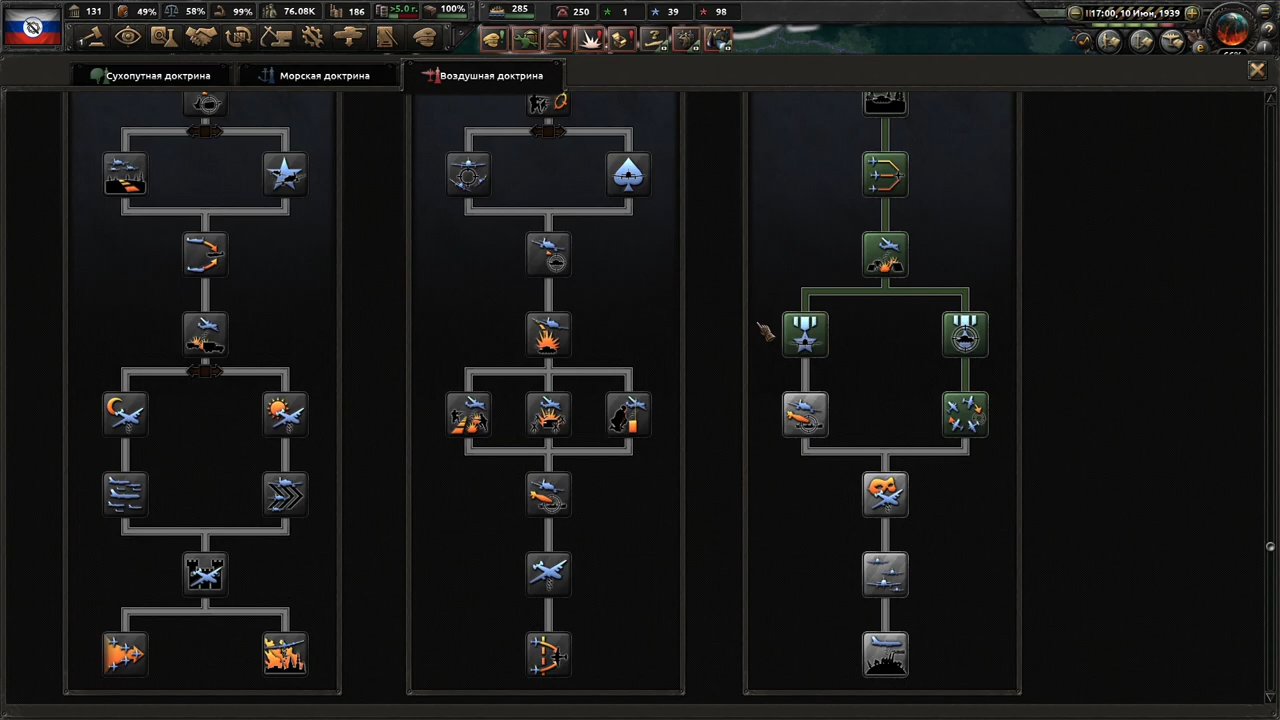 131 49% 58% 99% 76.08K 186 >5.0 г. 100% 285 250 1 39 98 17:00, 10 Июн, 1939
Сухопутная доктрина Морская доктрина Воздушная доктрина